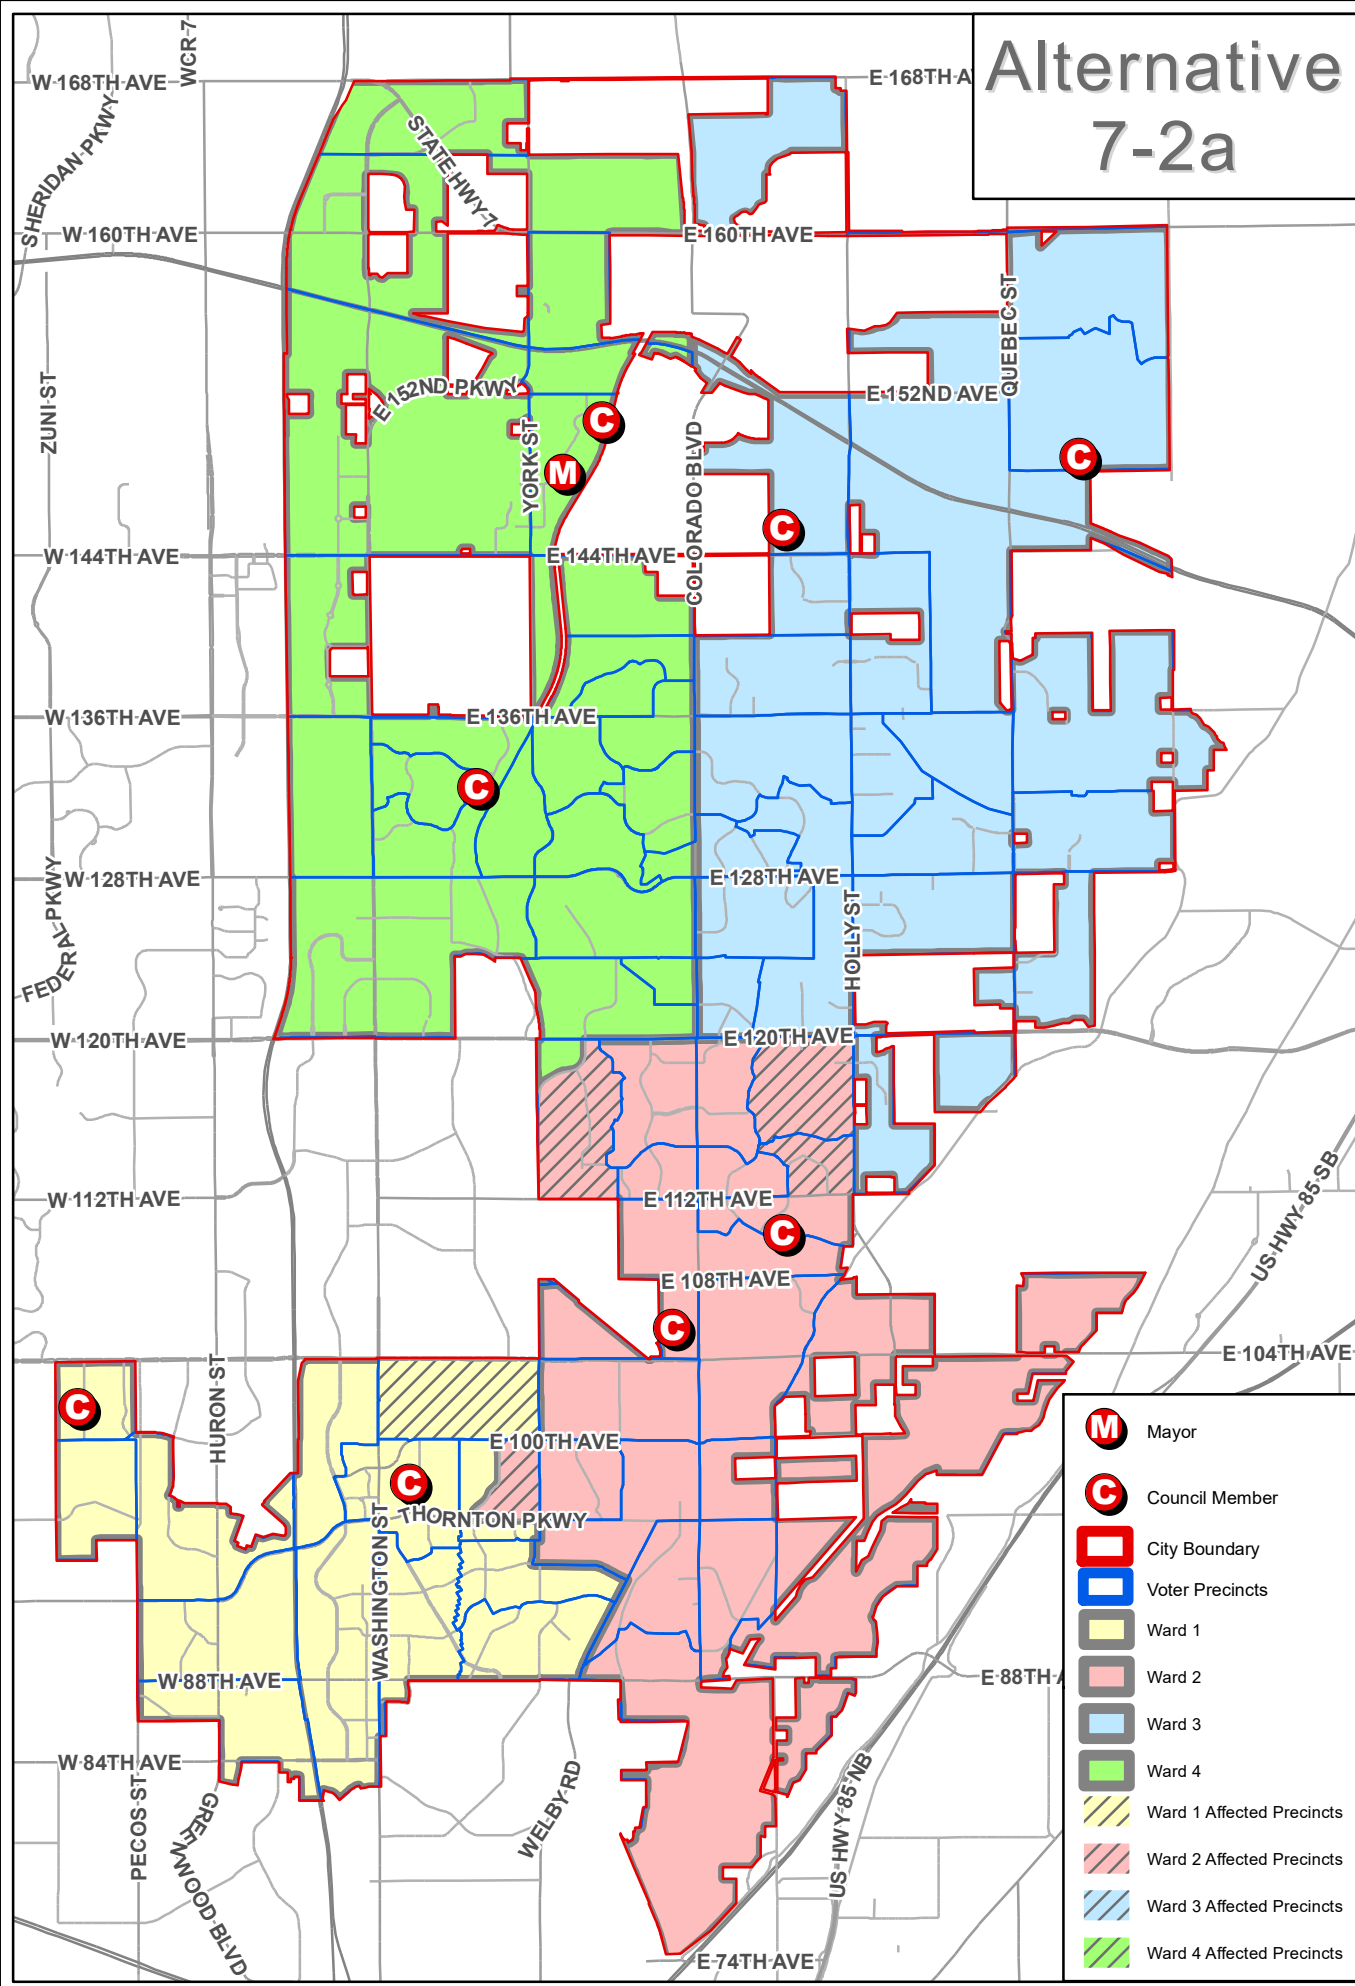 Alternative
7-2a
WCR-7
W 168TH AVE
E 168TH A
SHERIDAN-PKWY
STATE HWY-7
W 160TH AVE
E 160TH AVE
QUEBEC ST
ZUNI-ST
E 152ND PKWY
E 152ND AVE
YORK ST
COLORADO BLVD
C
C
M
C
W 144TH AVE
E 144TH AVE
W 136TH AVE
E 136TH AVE
C
W 128TH AVE
E 128TH AVE
FEDERAL-PKWY
HOLLY ST
W 120TH AVE
E 120TH AVE
W 112TH AVE
E 112TH AVE
US HWY-85 SB
C
E 108TH AVE
C
E 104TH AVE
HURON ST
C
E 100TH AVE
C
THORNTON PKWY
WASHINGTON ST
W 88TH AVE
E 88TH A
W 84TH AVE
PECOS ST
GREENWOOD BLVD
WELBY RD
US HWY-85 NB
E 74TH AVE
M Mayor
C Council Member
City Boundary
Voter Precincts
Ward 1
Ward 2
Ward 3
Ward 4
Ward 1 Affected Precincts
Ward 2 Affected Precincts
Ward 3 Affected Precincts
Ward 4 Affected Precincts